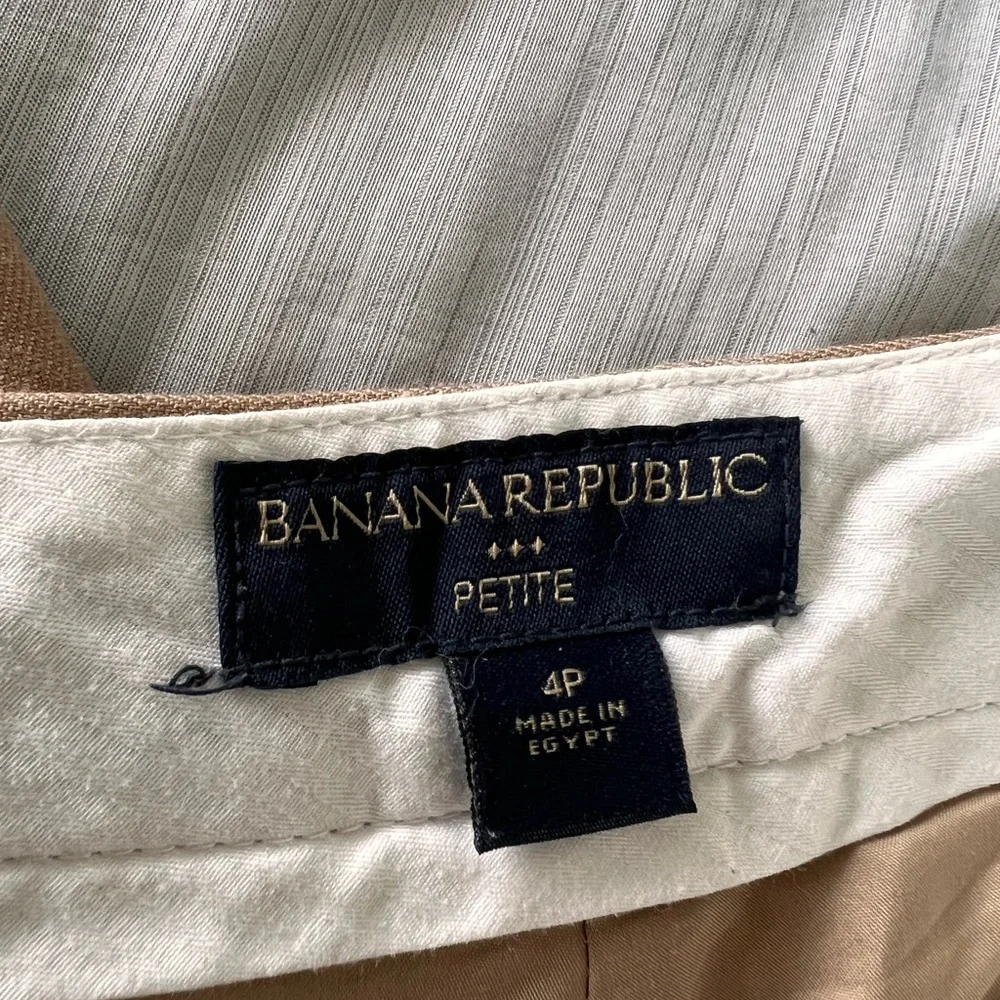 BANANA REPUBLIC
PETITE
4P
MADE IN
EGYPT